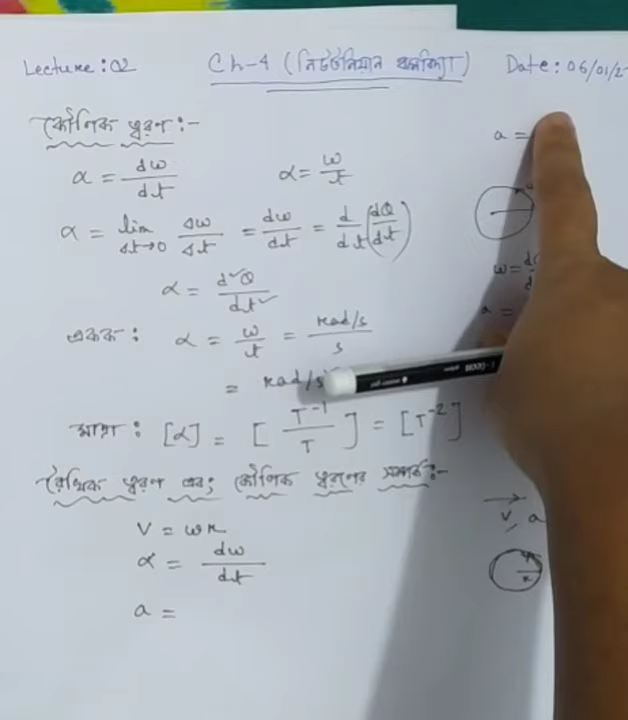 Lecture: 02 Ch-4 (নিউটনিয়ান বলবিদ্যা) Date: 06/01/2
কৌণিক ত্বরণ:-
a =
α = dω/dt α = ω/t
α = lim Δt→0 Δω/Δt = dω/dt = d/dt(dθ/dt)
α = d²θ/dt²
ω = d
a =
একক: α = ω/t = rad/s / s
= rad/s
মাত্রা: [α] = [T⁻¹/T] = [T⁻²]
রৈখিক ত্বরণ এবং কৌণিক ত্বরণের সম্পর্ক:-
v, a
V = ωr
α = dω/dt
r
a =